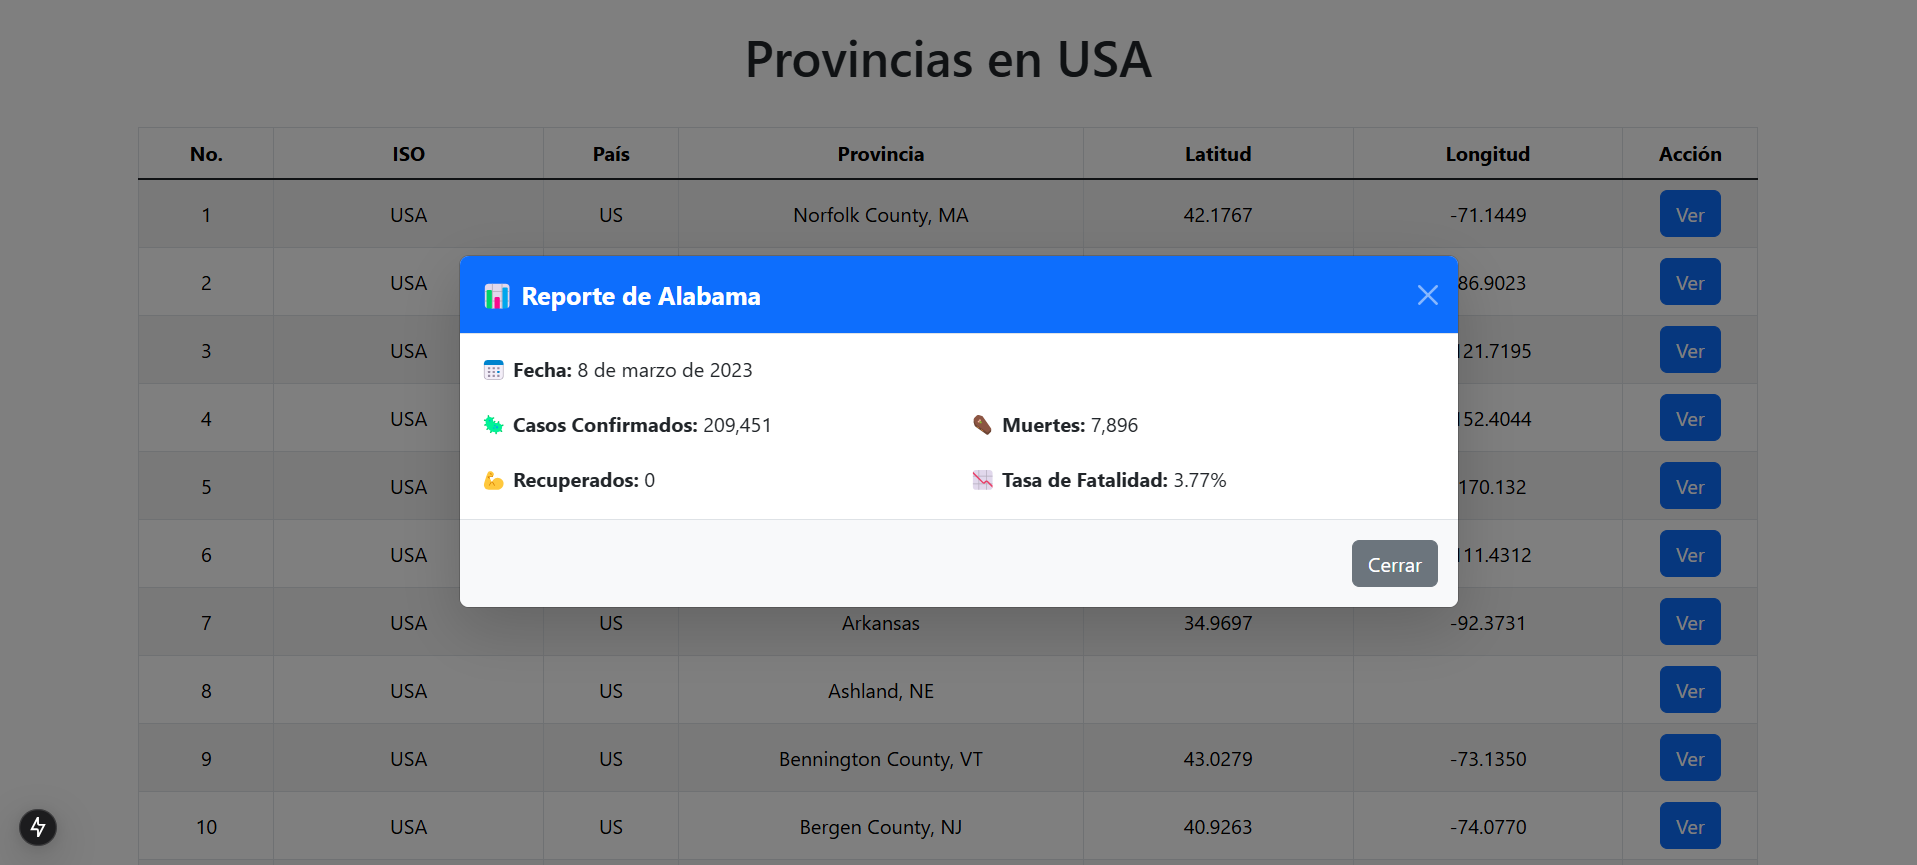 Provincias en USA
No. ISO País Provincia Latitud Longitud Acción
1 USA US Norfolk County, MA 42.1767 -71.1449 Ver
2 USA 86.9023 Ver
3 USA 21.7195 Ver
4 USA 52.4044 Ver
5 USA 170.132 Ver
6 USA 11.4312 Ver
Reporte de Alabama
Fecha: 8 de marzo de 2023
Casos Confirmados: 209,451 Muertes: 7,896
Recuperados: 0 Tasa de Fatalidad: 3.77%
Cerrar
7 USA US Arkansas 34.9697 -92.3731 Ver
8 USA US Ashland, NE Ver
9 USA US Bennington County, VT 43.0279 -73.1350 Ver
10 USA US Bergen County, NJ 40.9263 -74.0770 Ver